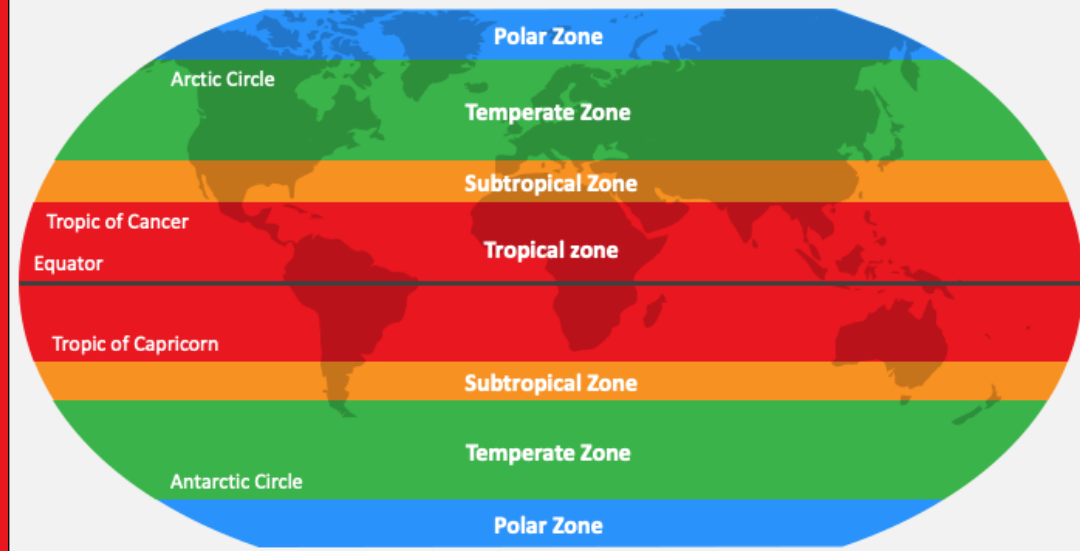 Polar Zone
Arctic Circle
Temperate Zone
Subtropical Zone
Tropic of Cancer
Tropical zone
Equator
Tropic of Capricorn
Subtropical Zone
Temperate Zone
Antarctic Circle
Polar Zone